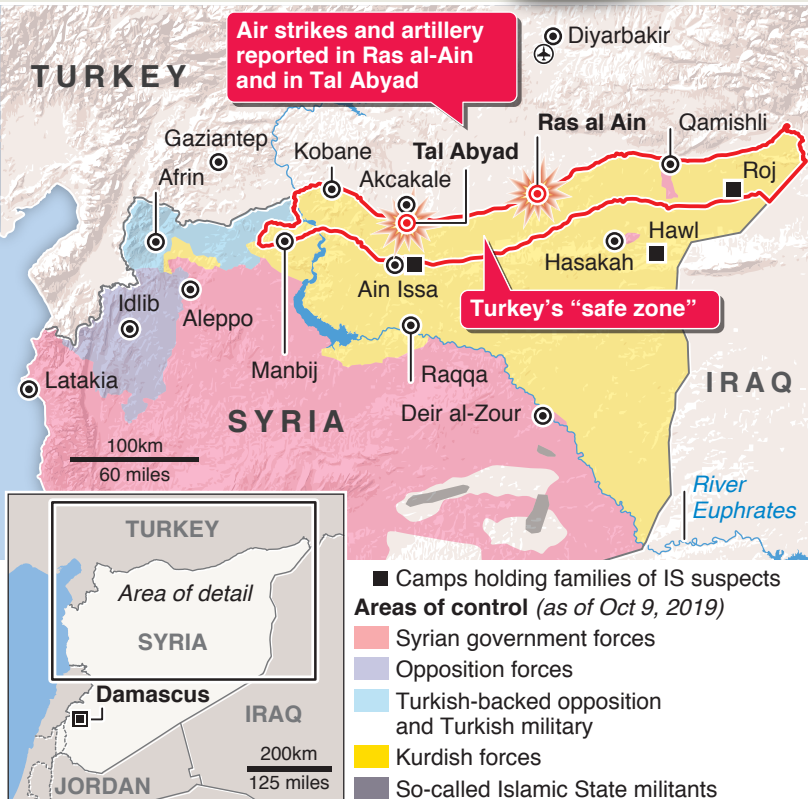 Air strikes and artillery
reported in Ras al-Ain
and in Tal Abyad
Diyarbakir
TURKEY
Gaziantep
Afrin
Kobane
Tal Abyad
Akcakale
Ras al Ain
Qamishli
Roj
Hawl
Hasakah
Ain Issa
Turkey's “safe zone”
Idlib
Aleppo
Latakia
Manbij
Raqqa
SYRIA
Deir al-Zour
IRAQ
100km
60 miles
River
Euphrates
TURKEY
Area of detail
SYRIA
Damascus
IRAQ
200km
125 miles
JORDAN
Camps holding families of IS suspects
Areas of control (as of Oct 9, 2019)
Syrian government forces
Opposition forces
Turkish-backed opposition
and Turkish military
Kurdish forces
So-called Islamic State militants